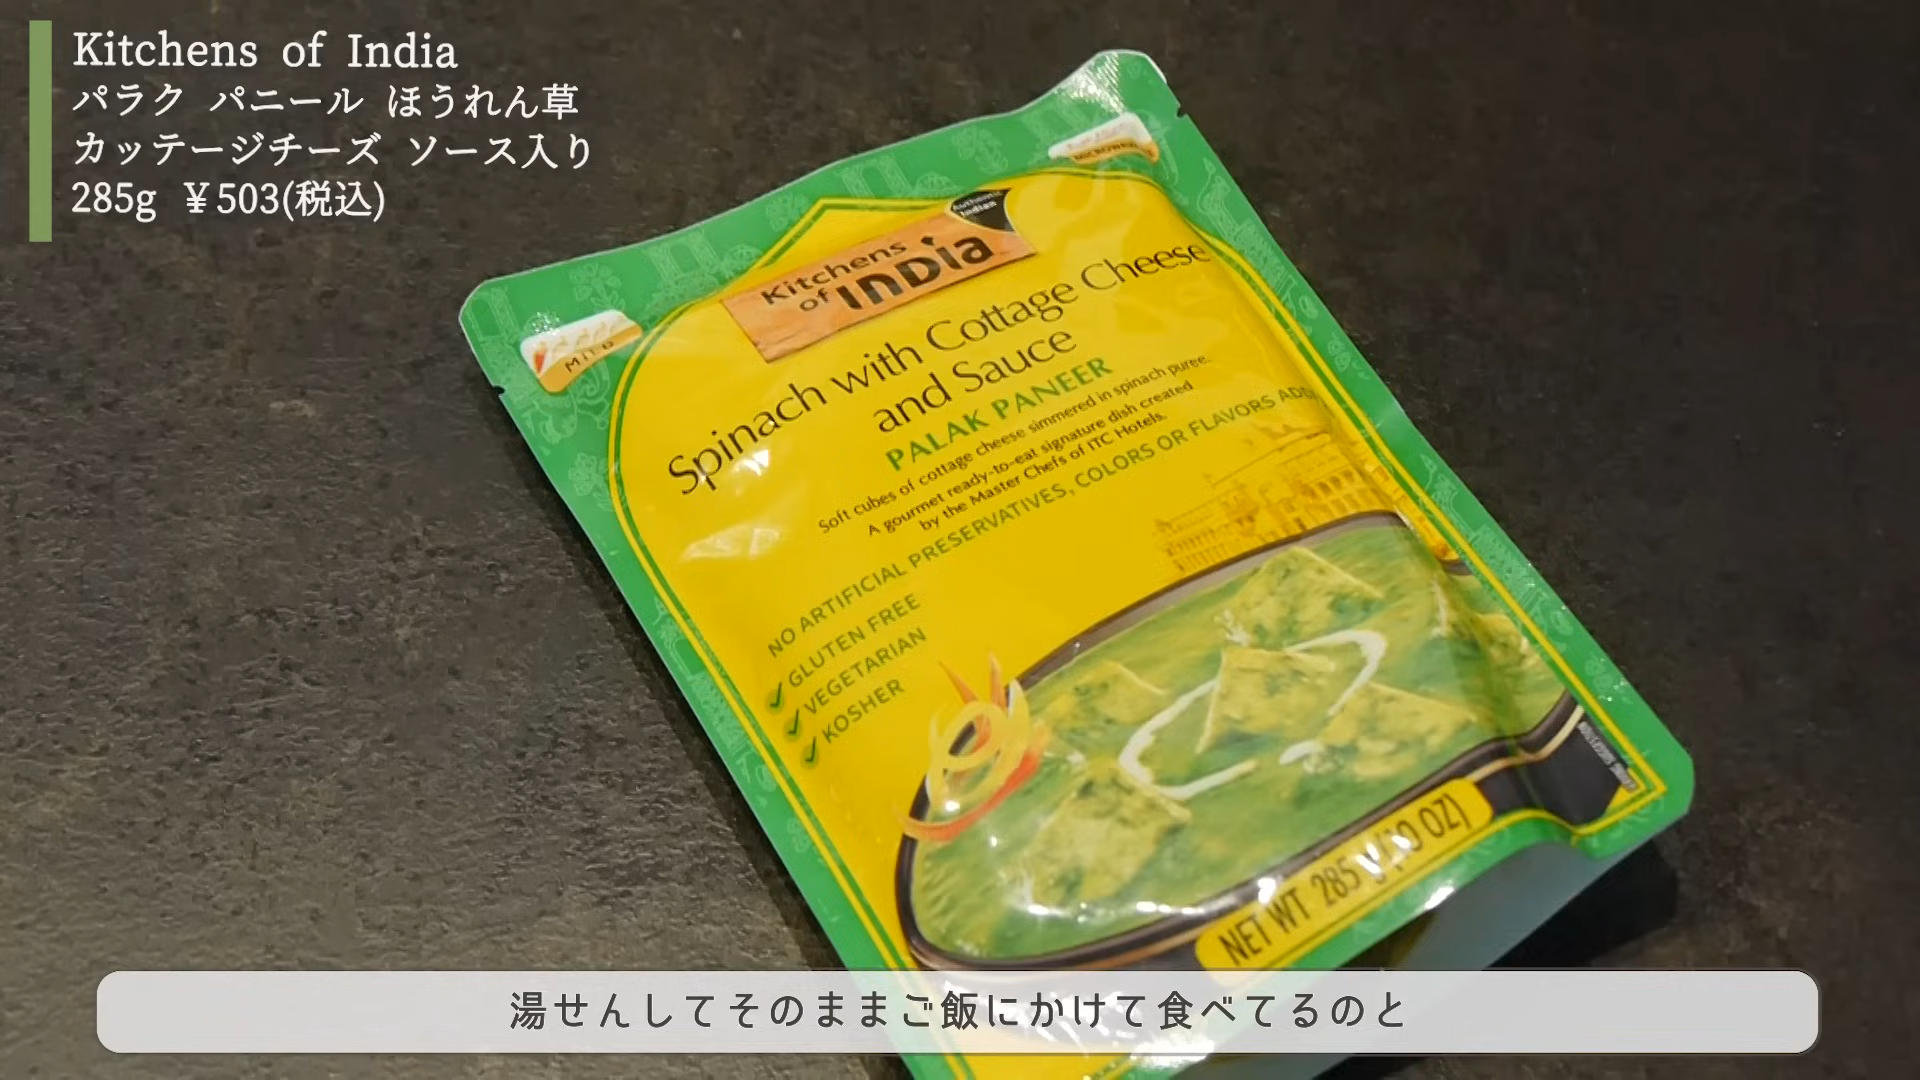 Kitchens of India
パラク パニール ほうれん草
カッテージチーズ ソース入り
285g ￥503(税込)
Authentic
Indian
Kitchens
of India
MILD
Spinach with Cottage Cheese
and Sauce
PALAK PANEER
Soft cubes of cottage cheese simmered in spinach puree.
A gourmet ready-to-eat signature dish created
by the Master Chefs of ITC Hotels.
NO ARTIFICIAL PRESERVATIVES, COLORS OR FLAVORS
GLUTEN FREE
VEGETARIAN
KOSHER
NET WT 285 g (10 OZ)
湯せんしてそのままご飯にかけて食べてるのと